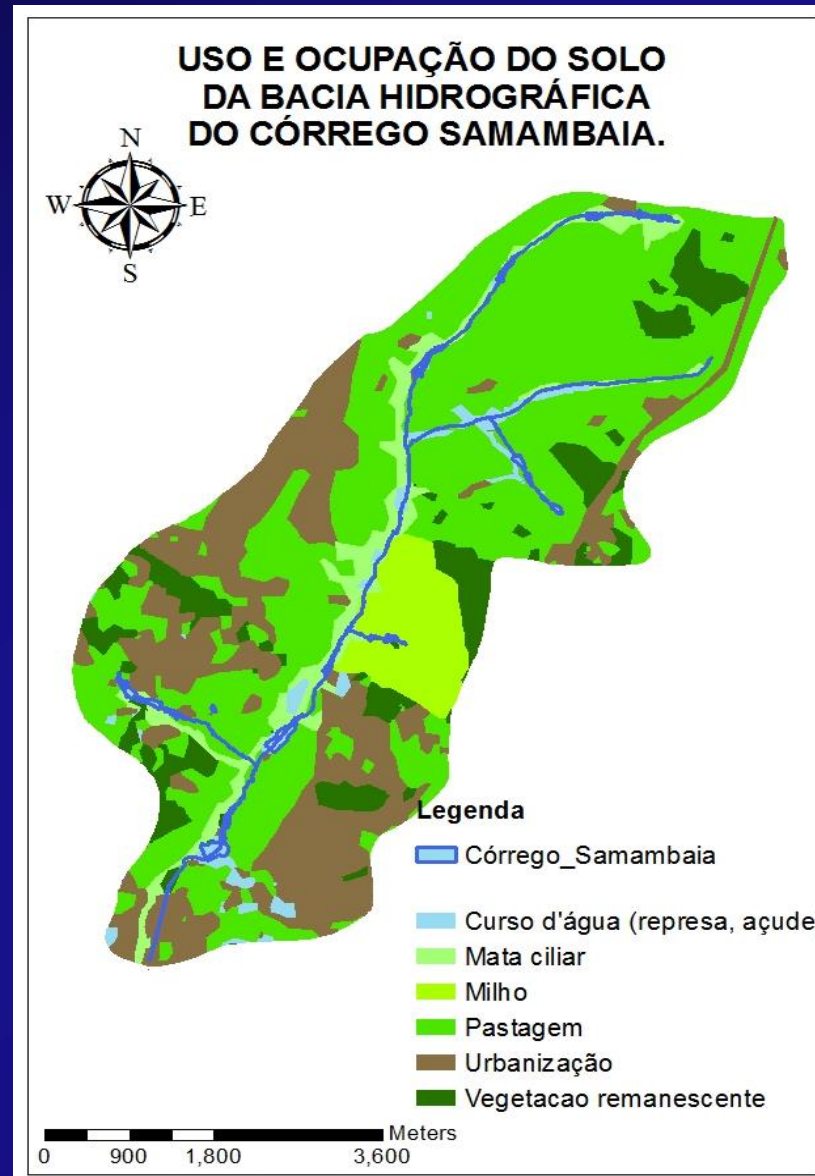 USO E OCUPAÇÃO DO SOLO
DA BACIA HIDROGRÁFICA
DO CÓRREGO SAMAMBAIA.
N
W E
S
Legenda
Córrego_Samambaia
Curso d'água (represa, açude
Mata ciliar
Milho
Pastagem
Urbanização
Vegetacao remanescente
Meters
0 900 1,800 3,600